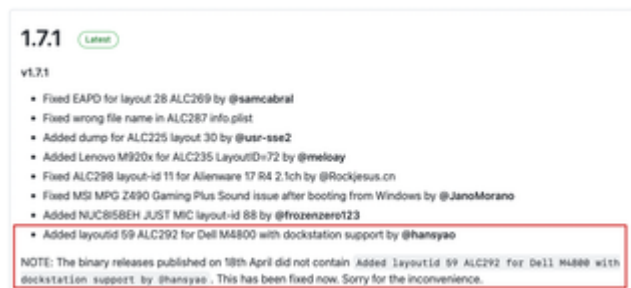 1.7.1 Latest
v1.7.1
• Fixed EAPD for layout 28 ALC269 by @samcabral
• Fixed wrong file name in ALC287 info.plist
• Added dump for ALC225 layout 30 by @usr-sse2
• Added Lenovo M920x for ALC235 LayoutID=72 by @meloay
• Fixed ALC298 layout-id 11 for Alienware 17 R4 2.1ch by @Rockjesus.cn
• Fixed MSI MPG Z490 Gaming Plus Sound issue after booting from Windows by @JanoMorano
• Added NUC8I5BEH JUST MIC layout-id 88 by @frozenzero123
• Added layoutid 59 ALC292 for Dell M4800 with dockstation support by @hansyao
NOTE: The binary releases published on 18th April did not contain Added layoutid 59 ALC292 for Dell M4800 with
dockstation support by @hansyao . This has been fixed now. Sorry for the inconvenience.